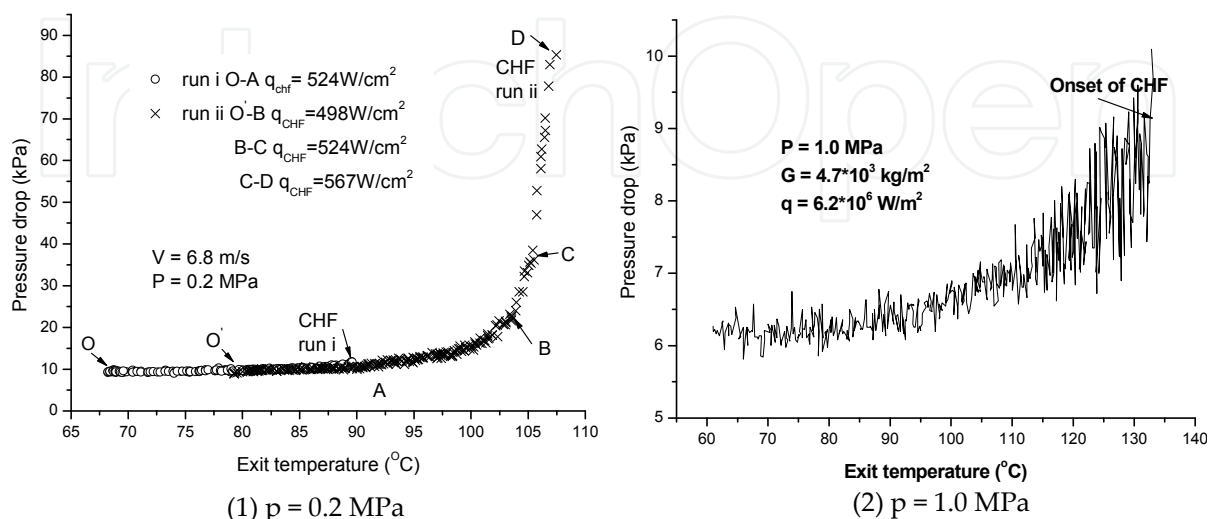 InTechOpen
90
80
70
60
50
40
30
20
10
0
Pressure drop (kPa)
○ run i O-A q_chf= 524W/cm²
× run ii O'-B q_CHF=498W/cm²
B-C q_CHF=524W/cm²
C-D q_CHF=567W/cm²
V = 6.8 m/s
P = 0.2 MPa
D
CHF
run ii
C
B
CHF
run i
O
O'
A
65 70 75 80 85 90 95 100 105 110
Exit temperature (°C)
(1) p = 0.2 MPa
10
9
8
7
6
5
Pressure drop (kPa)
Onset of CHF
P = 1.0 MPa
G = 4.7*10³ kg/m²
q = 6.2*10⁶ W/m²
60 70 80 90 100 110 120 130 140
Exit temperature (°C)
(2) p = 1.0 MPa